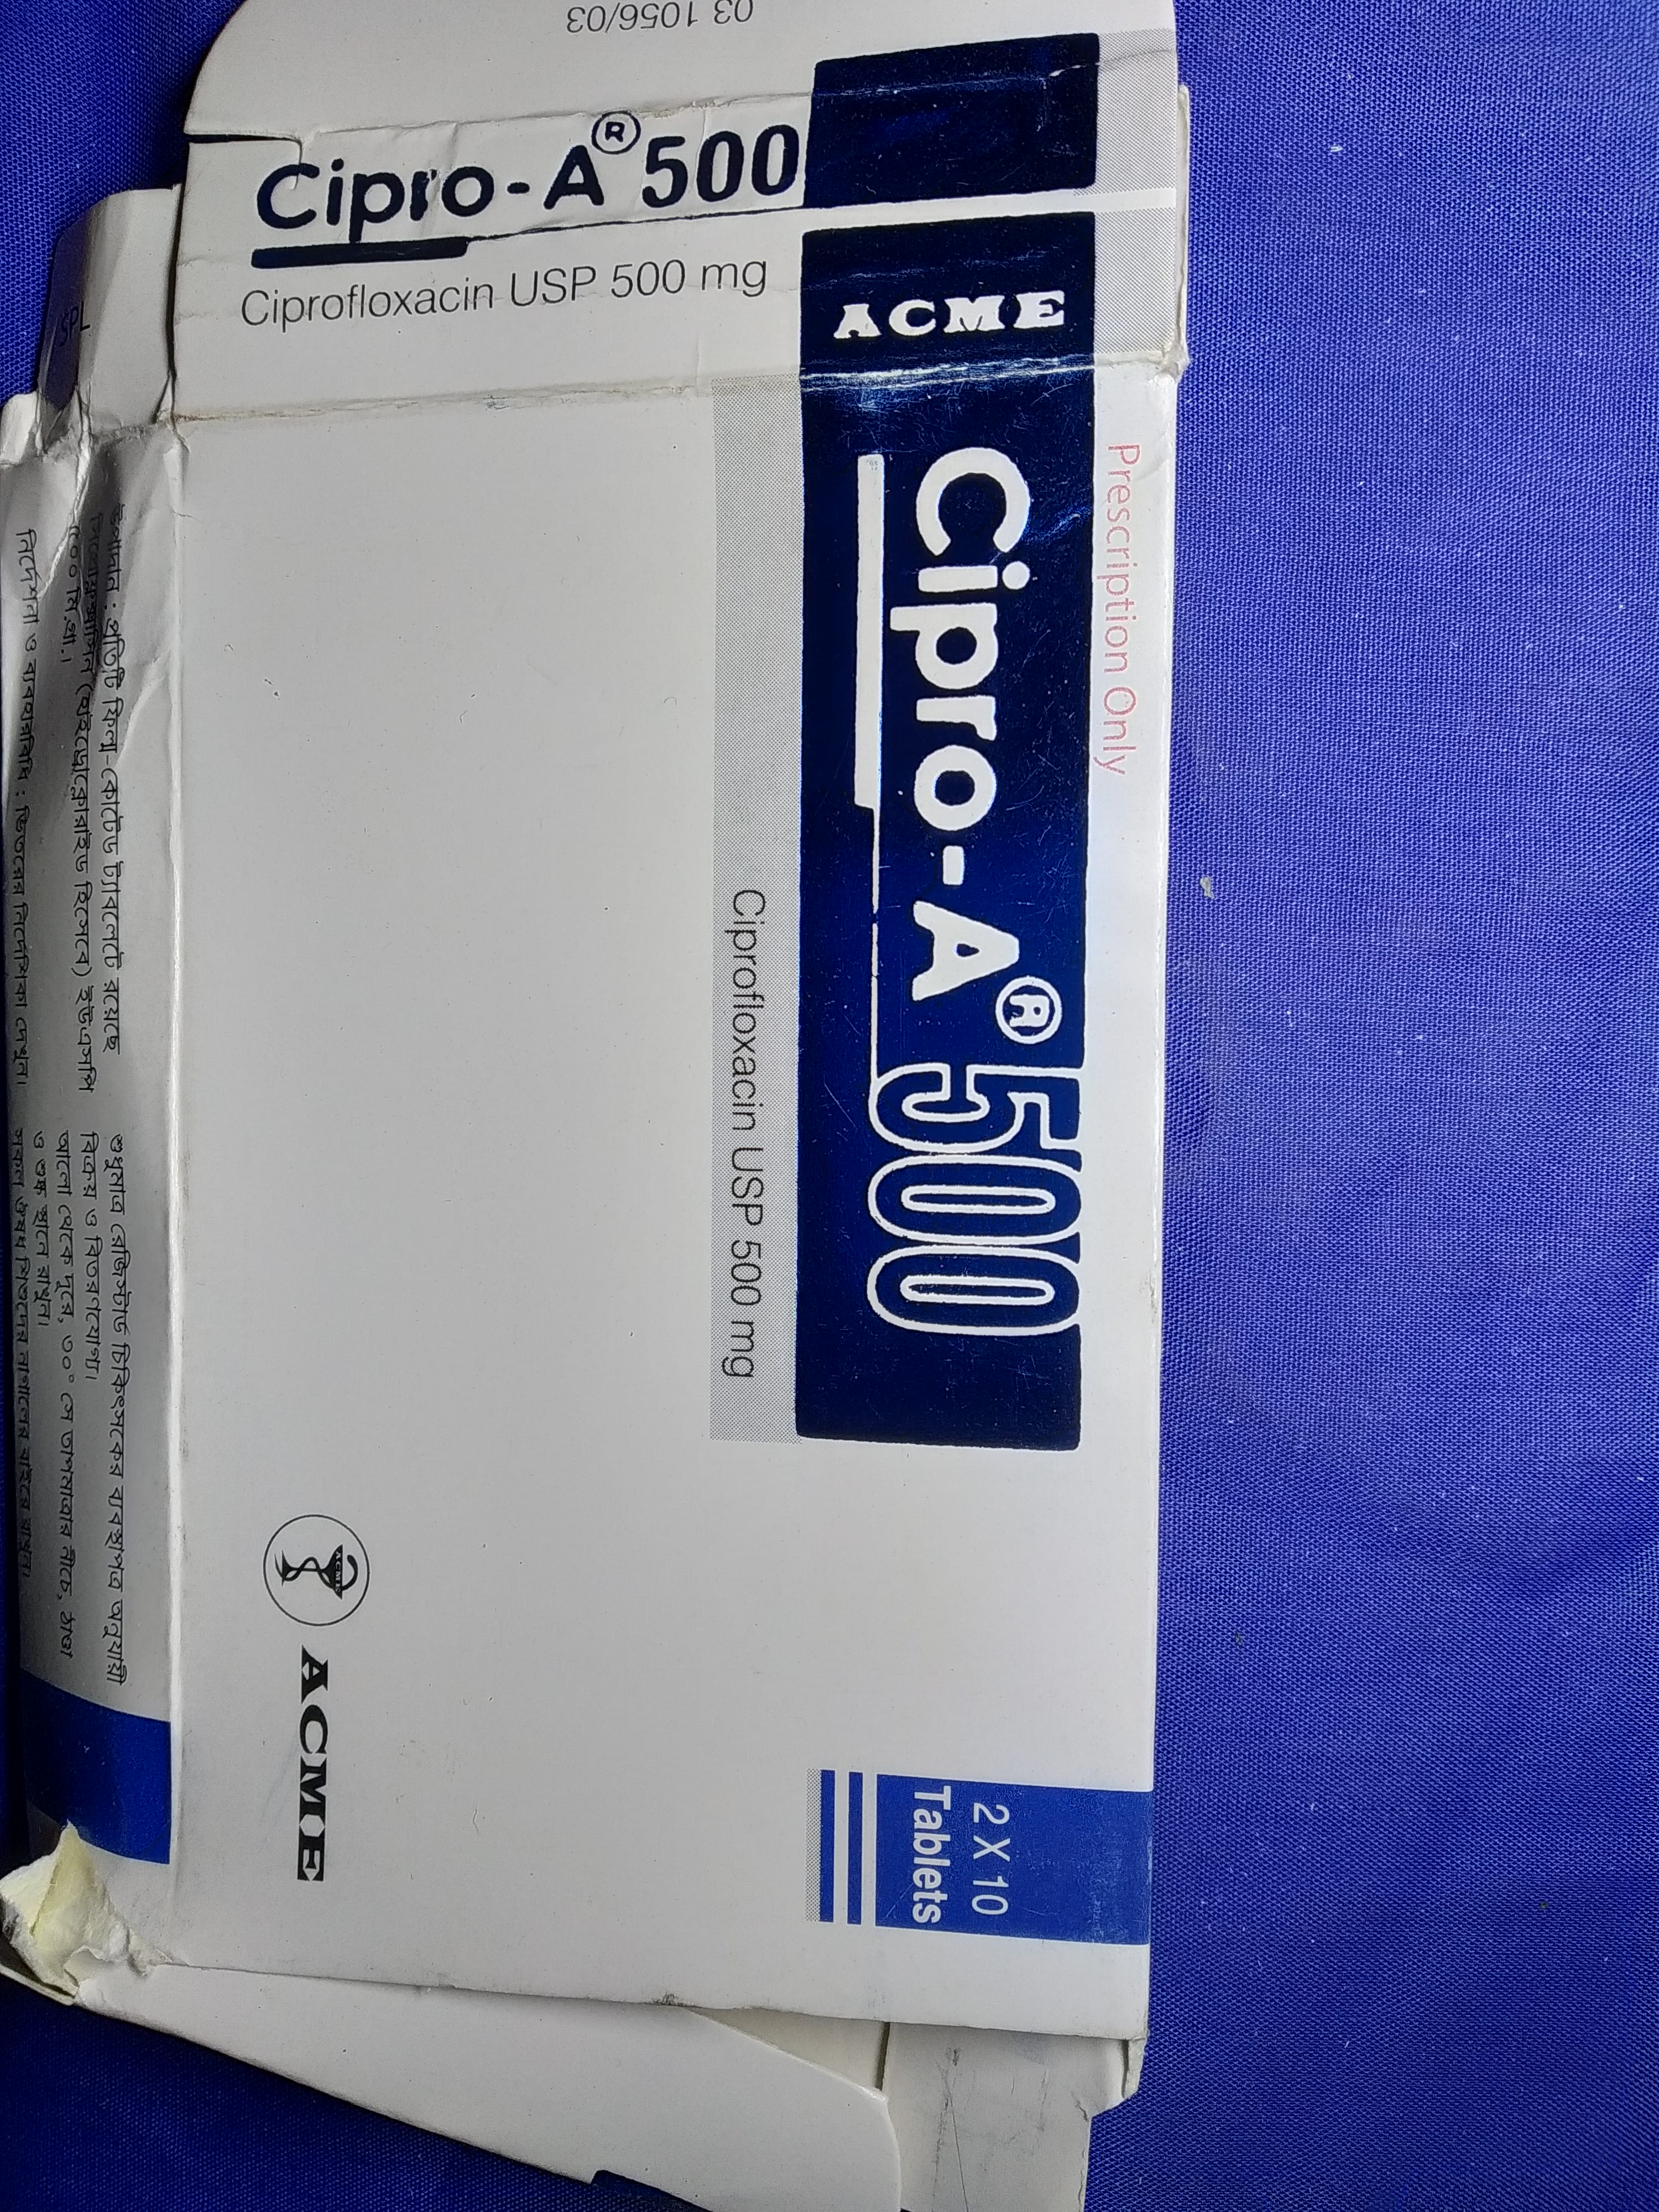 Prescription Only
Cipro-A® 500
2 X 10
Tablets
Ciprofloxacin USP 500 mg
ACME
ACME
ACME
Cipro-A® 500
Ciprofloxacin USP 500 mg
03 1056/03
উপাদান : প্রতিটি ফিল্ম-কোটেড ট্যাবলেটে রয়েছে
সিপ্রোফ্লক্সাসিন (হাইড্রোক্লোরাইড হিসেবে) ইউএসপি
৫০০ মি.গ্রা.।
নির্দেশনা ও ব্যবহারবিধি : ভিতরের নির্দেশিকা দেখুন।
শুধুমাত্র রেজিস্টার্ড চিকিৎসকের ব্যবস্থাপত্র অনুযায়ী
বিক্রয় ও বিতরণযোগ্য।
আলো থেকে দূরে, ৩০° সে তাপমাত্রার নীচে, ঠাণ্ডা
ও শুষ্ক স্থানে রাখুন।
সকল ঔষধ শিশুদের নাগালের বাইরে রাখুন।